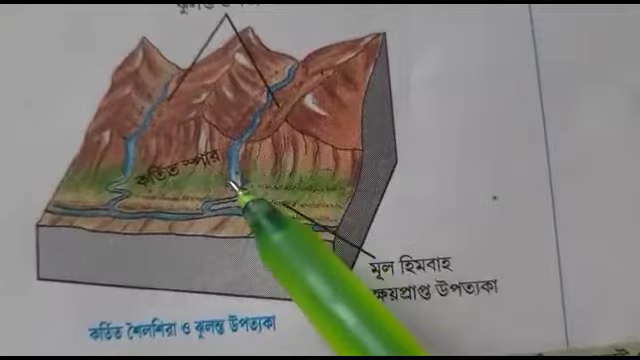 কর্তিত স্পার
মূল হিমবাহ
ক্ষয়প্রাপ্ত উপত্যকা
কর্তিত শৈলশিরা ও ঝুলন্ত উপত্যকা